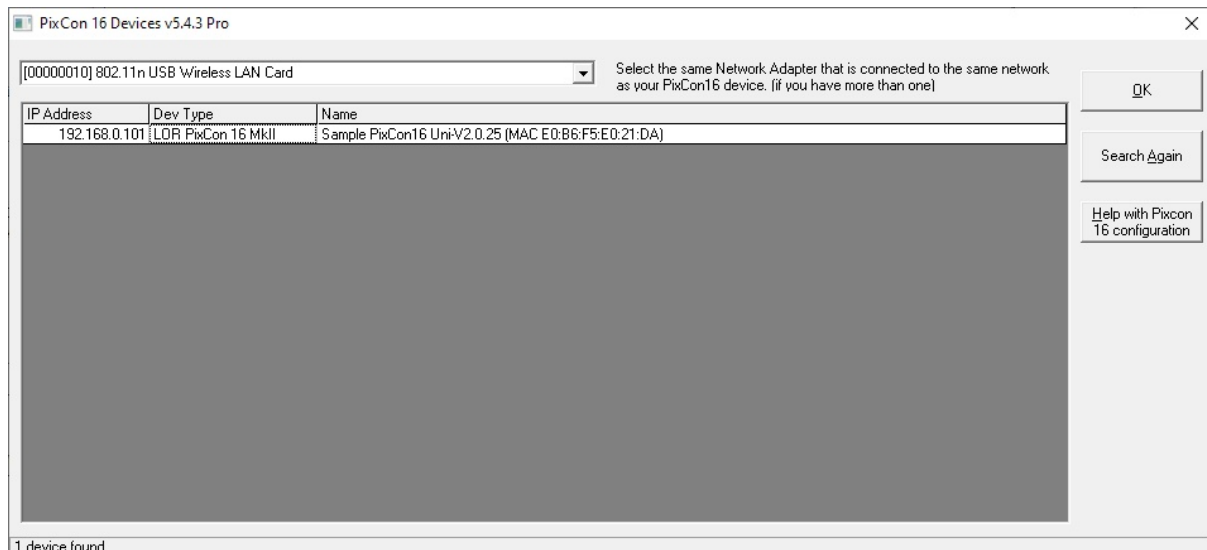 PixCon 16 Devices v5.4.3 Pro
[00000010] 802.11n USB Wireless LAN Card
Select the same Network Adapter that is connected to the same network
as your PixCon16 device. (if you have more than one)
OK
IP Address Dev Type Name
192.168.0.101 LOR PixCon 16 MkII Sample PixCon16 Uni-V2.0.25 (MAC E0:B6:F5:E0:21:DA)
Search Again
Help with Pixcon
16 configuration
1 device found